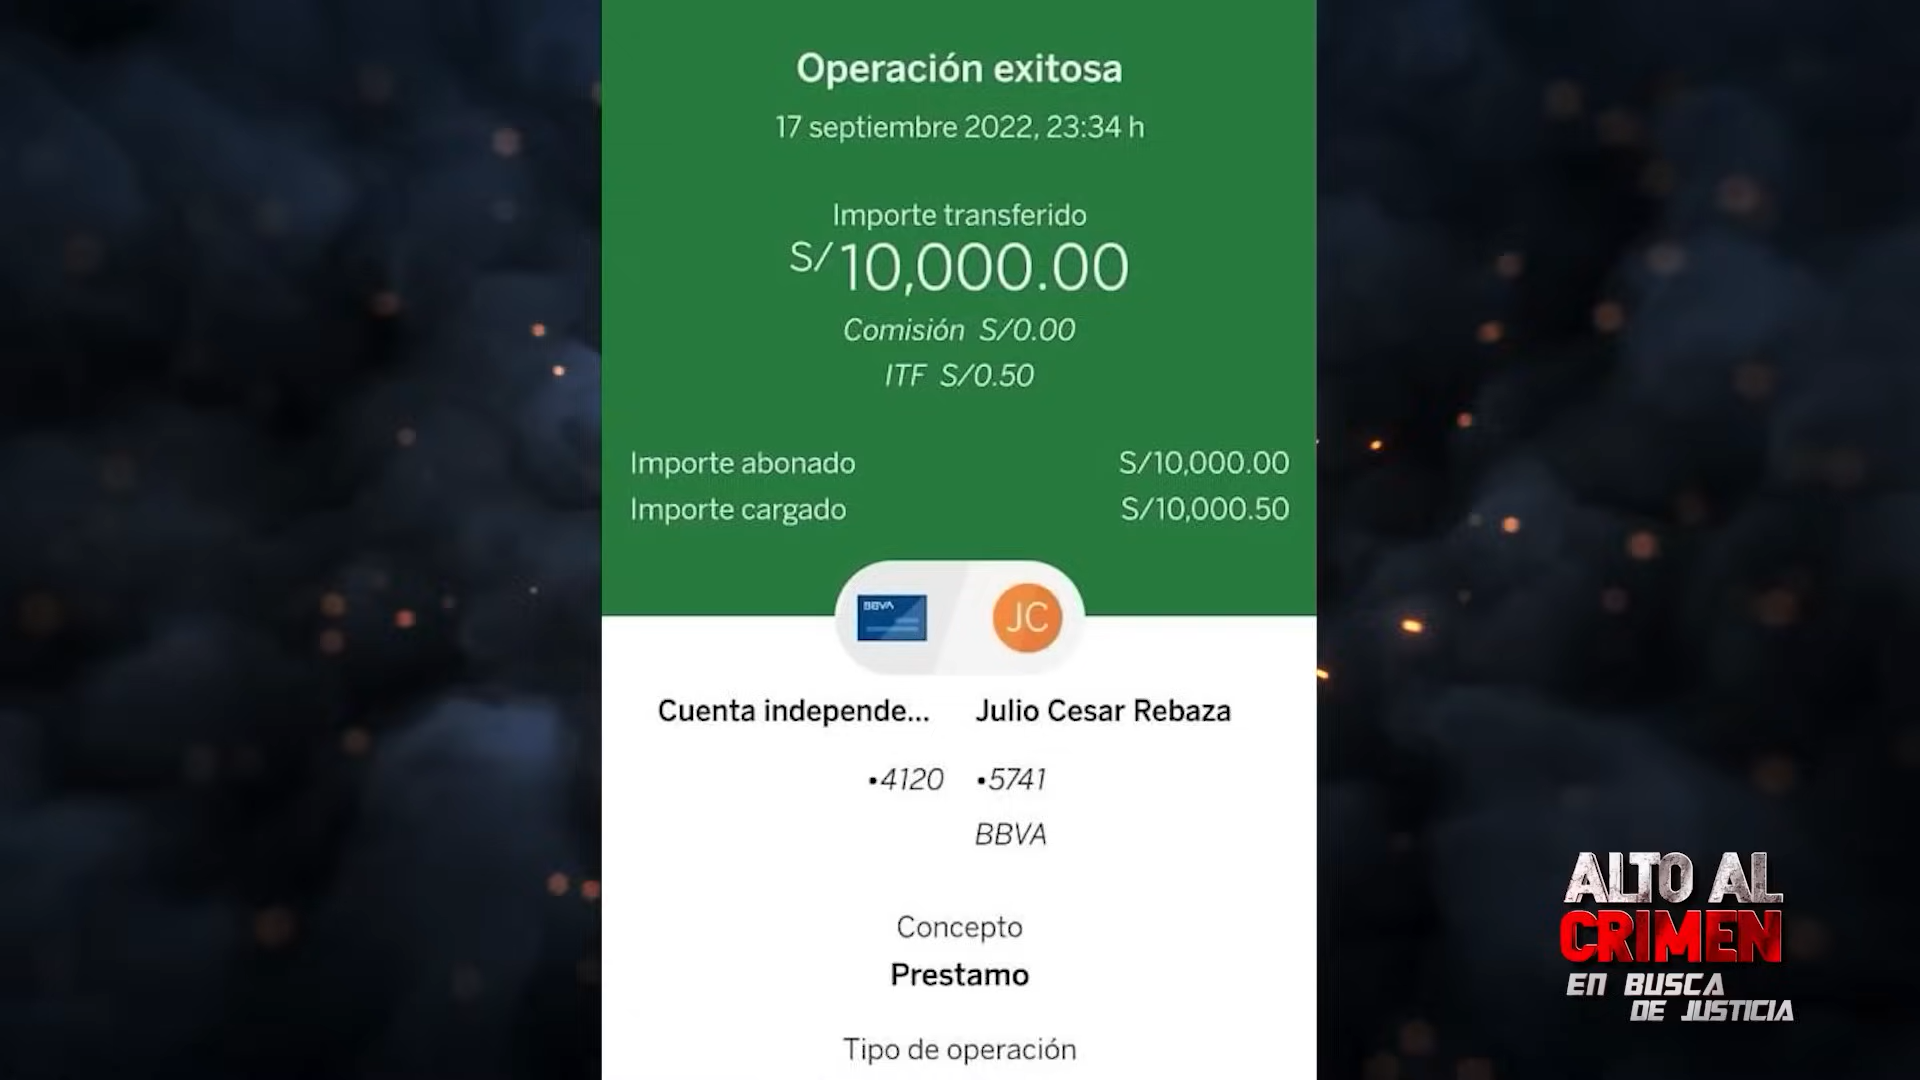 Operación exitosa
17 septiembre 2022, 23:34 h
Importe transferido
S/10,000.00
Comisión S/0.00
ITF S/0.50
Importe abonado S/10,000.00
Importe cargado S/10,000.50
BBVA
JC
Cuenta independe... Julio Cesar Rebaza
•4120 •5741
BBVA
Concepto
Prestamo
Tipo de operación
ALTO AL
CRIMEN
EN BUSCA
DE JUSTICIA